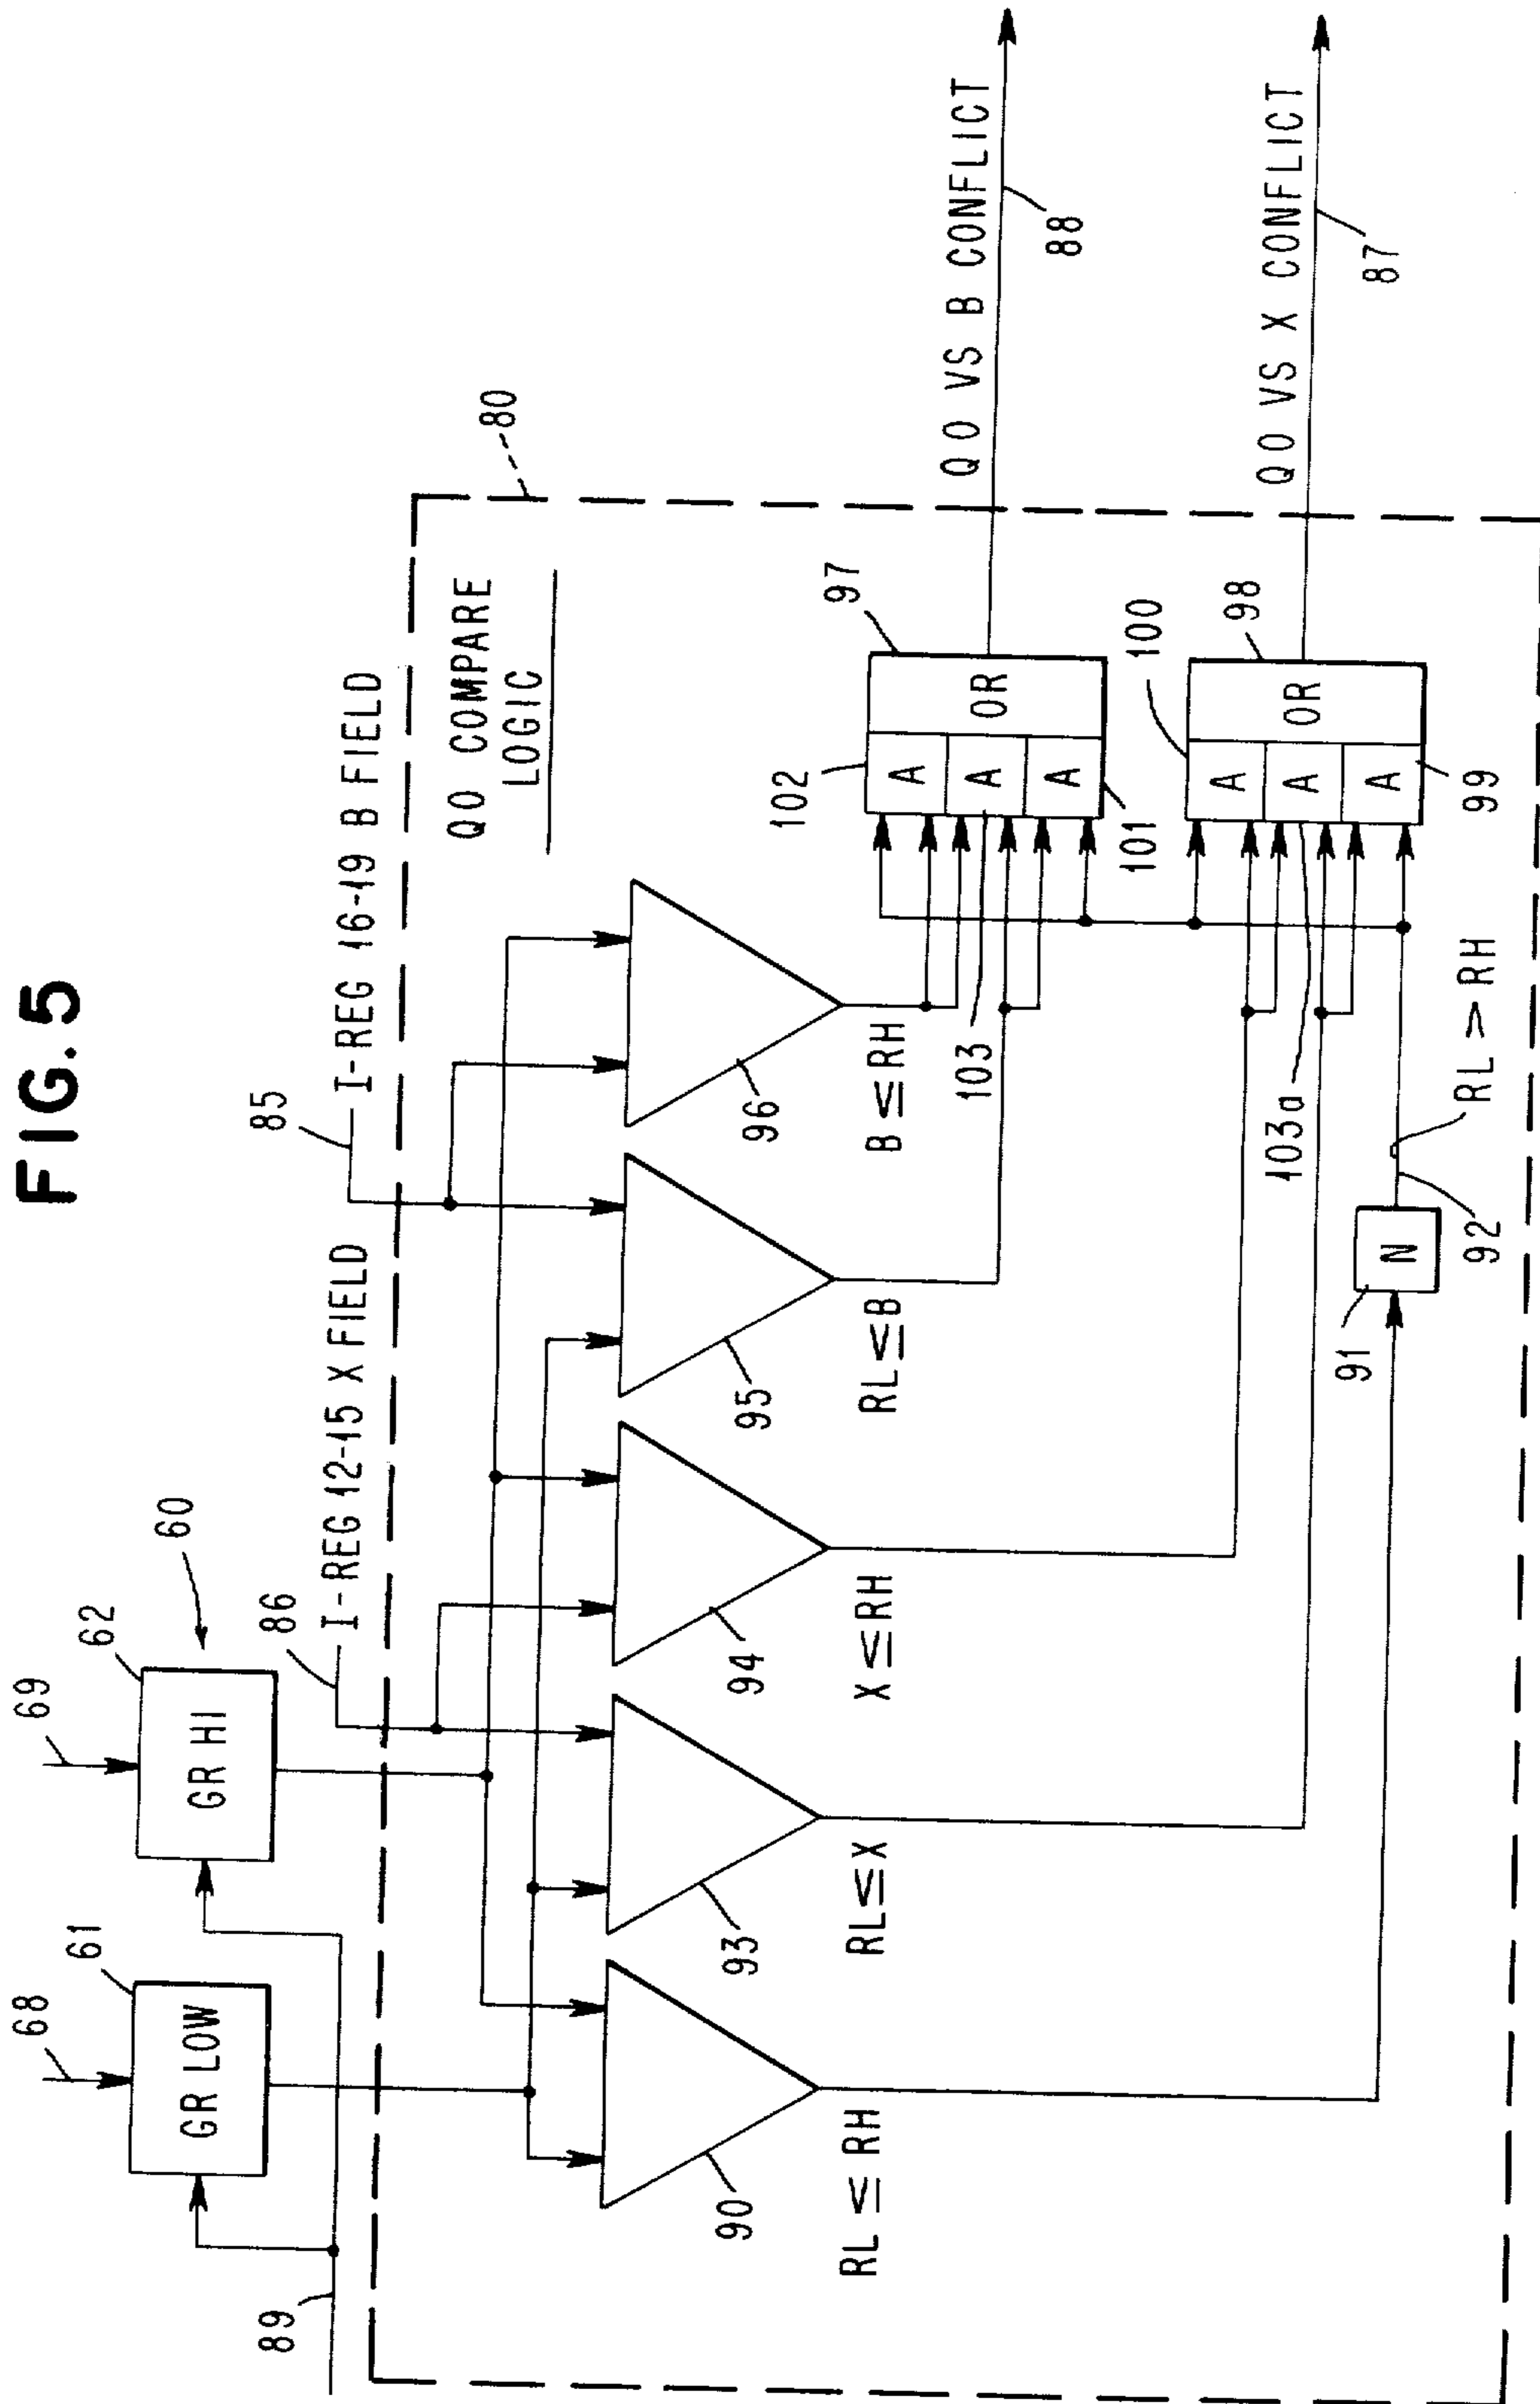 FIG. 5
68
61
GR LOW
69
62
GR HI
60
89
86
I-REG 12-15 X FIELD
85
I-REG 16-19 B FIELD
80
Q0 COMPARE
LOGIC
90
RL ≤ RH
93
RL ≤ X
94
X ≤ RH
95
RL ≤ B
96
B ≤ RH
102
A
A
A
OR
97
103
101
Q0 VS B CONFLICT
88
100
A
A
A
OR
98
103a
99
Q0 VS X CONFLICT
87
91
N
92
RL > RH